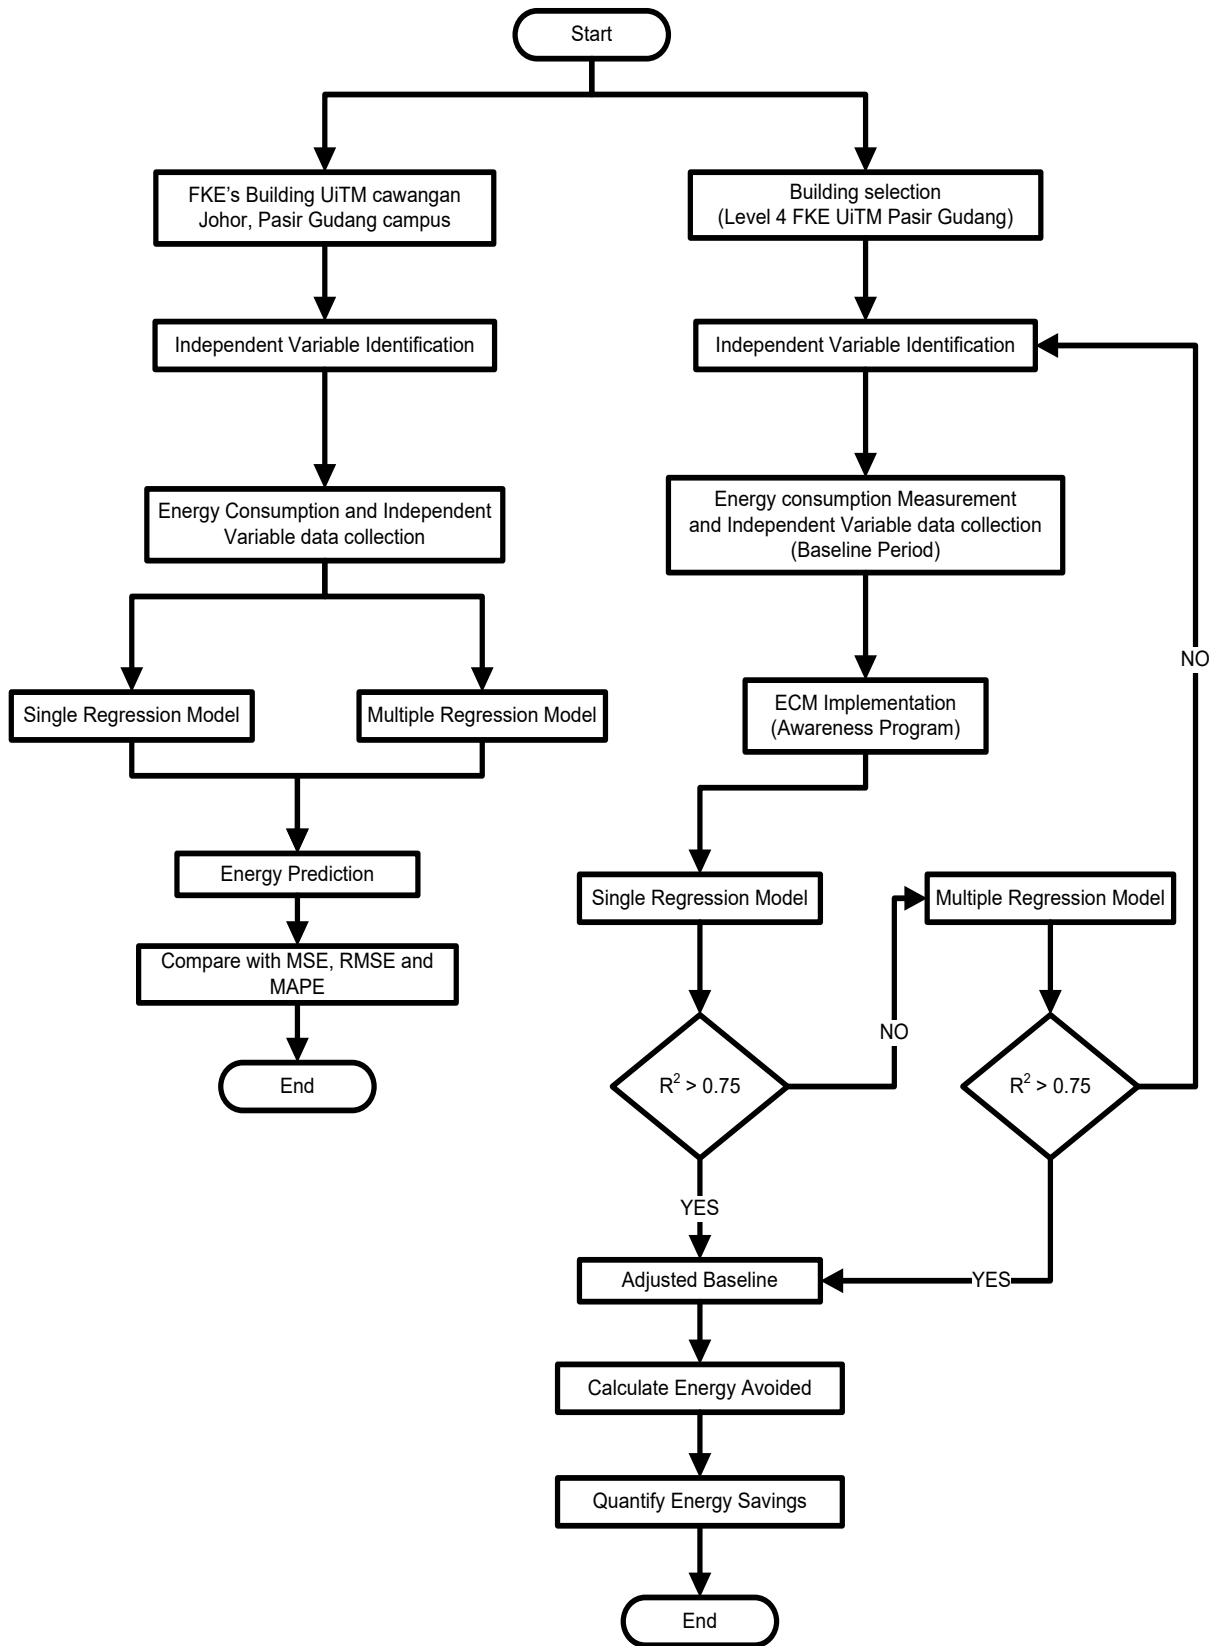 Start
FKE's Building UiTM cawangan
Johor, Pasir Gudang campus
Independent Variable Identification
Energy Consumption and Independent
Variable data collection
Single Regression Model
Multiple Regression Model
Energy Prediction
Compare with MSE, RMSE and
MAPE
End
Building selection
(Level 4 FKE UiTM Pasir Gudang)
Independent Variable Identification
Energy consumption Measurement
and Independent Variable data collection
(Baseline Period)
ECM Implementation
(Awareness Program)
Single Regression Model
Multiple Regression Model
R² > 0.75
NO
R² > 0.75
NO
YES
YES
Adjusted Baseline
Calculate Energy Avoided
Quantify Energy Savings
End